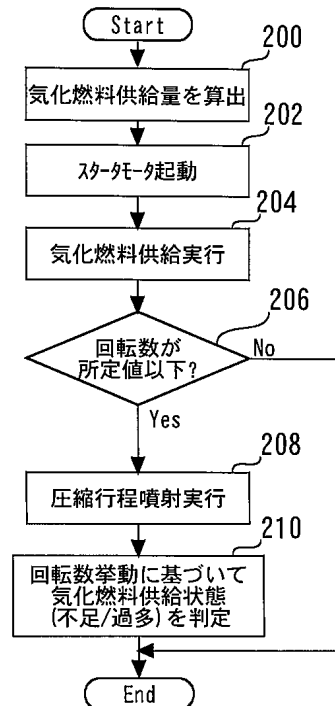 Start
200
気化燃料供給量を算出
202
ｽﾀｰﾀﾓｰﾀ起動
204
気化燃料供給実行
206
回転数が
所定値以下?
No
Yes
208
圧縮行程噴射実行
210
回転数挙動に基づいて
気化燃料供給状態
(不足/過多)を判定
End